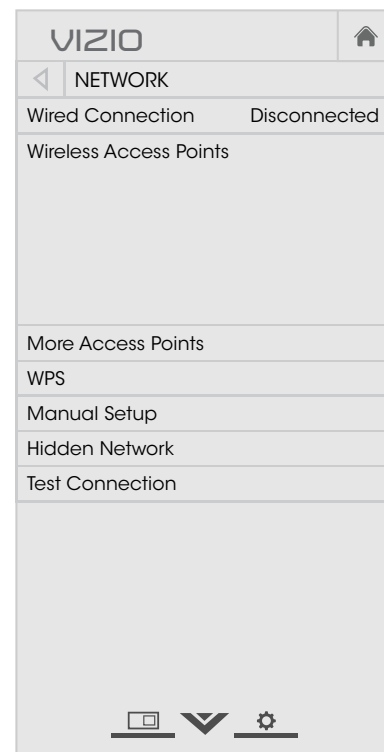 VIZIO
NETWORK
Wired Connection Disconnected
Wireless Access Points
More Access Points
WPS
Manual Setup
Hidden Network
Test Connection